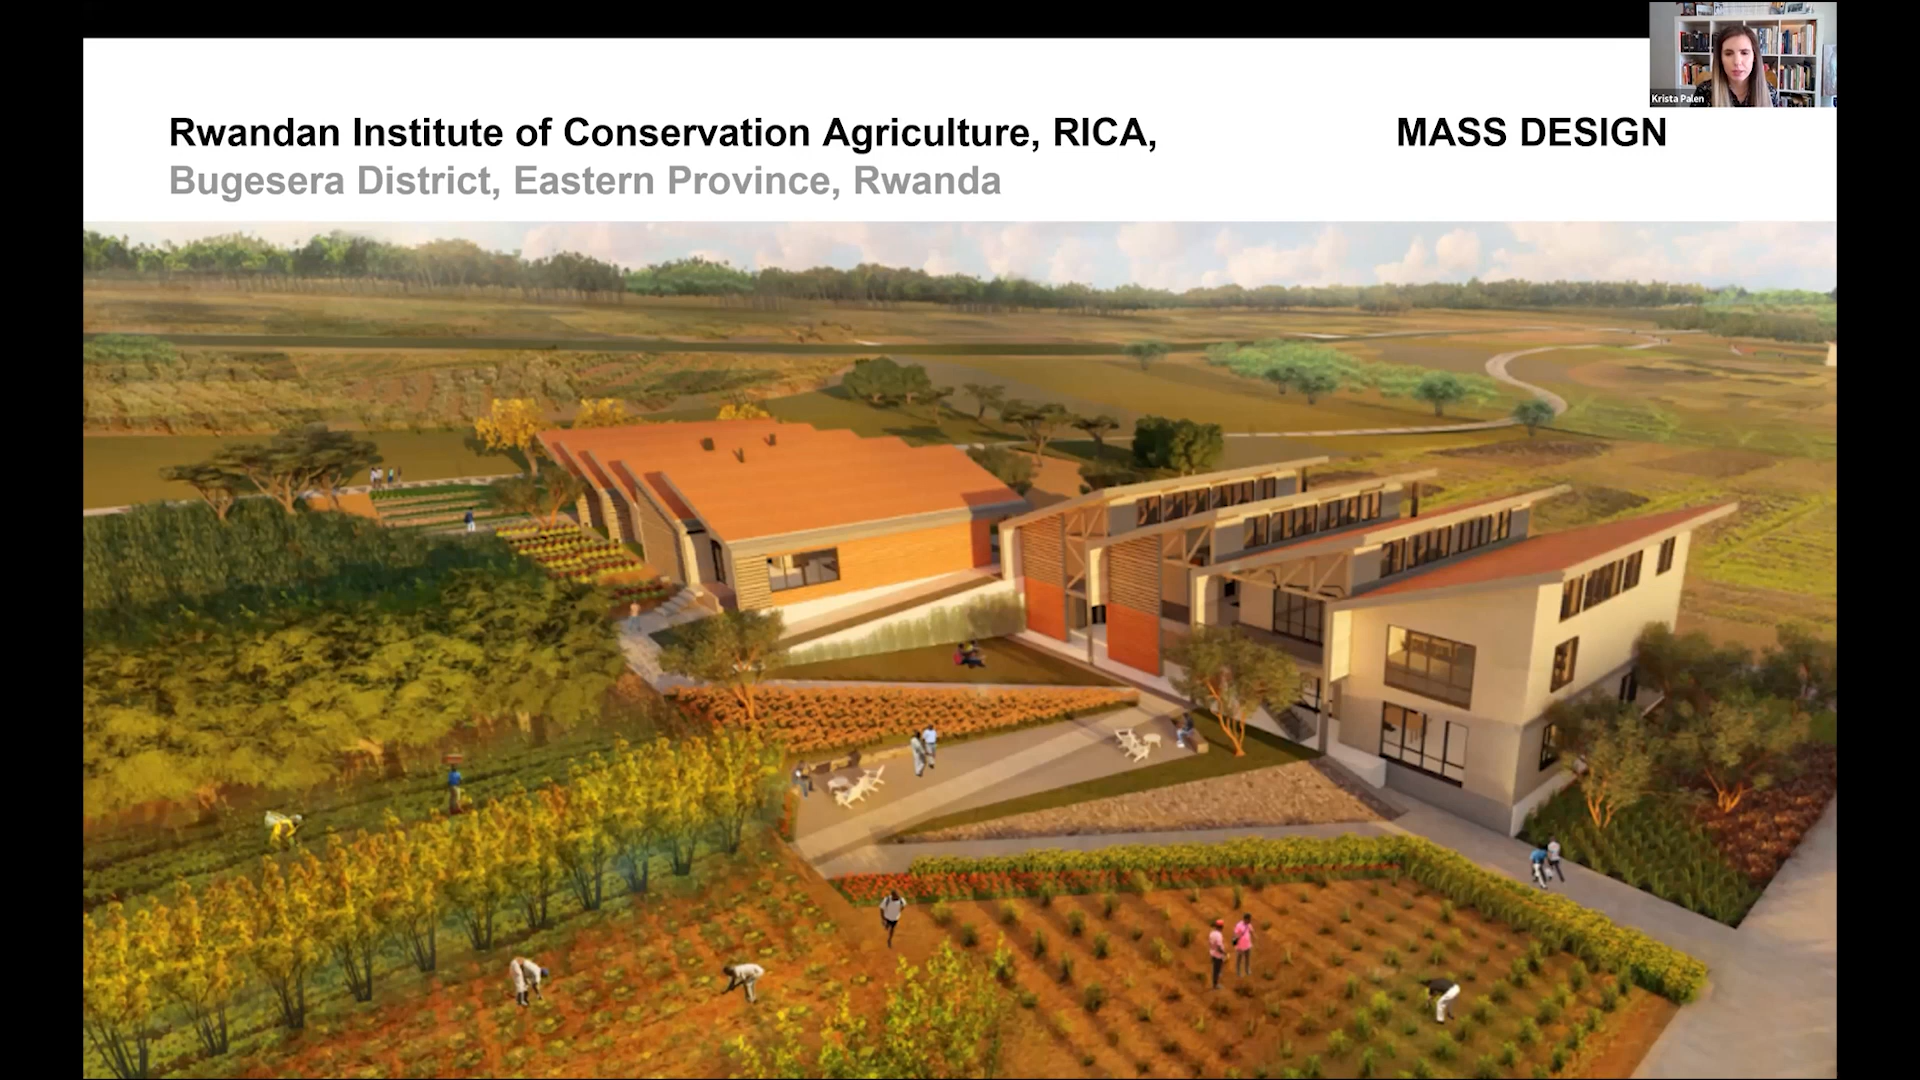 Rwandan Institute of Conservation Agriculture, RICA,
MASS DESIGN
Bugesera District, Eastern Province, Rwanda
Krista Palen